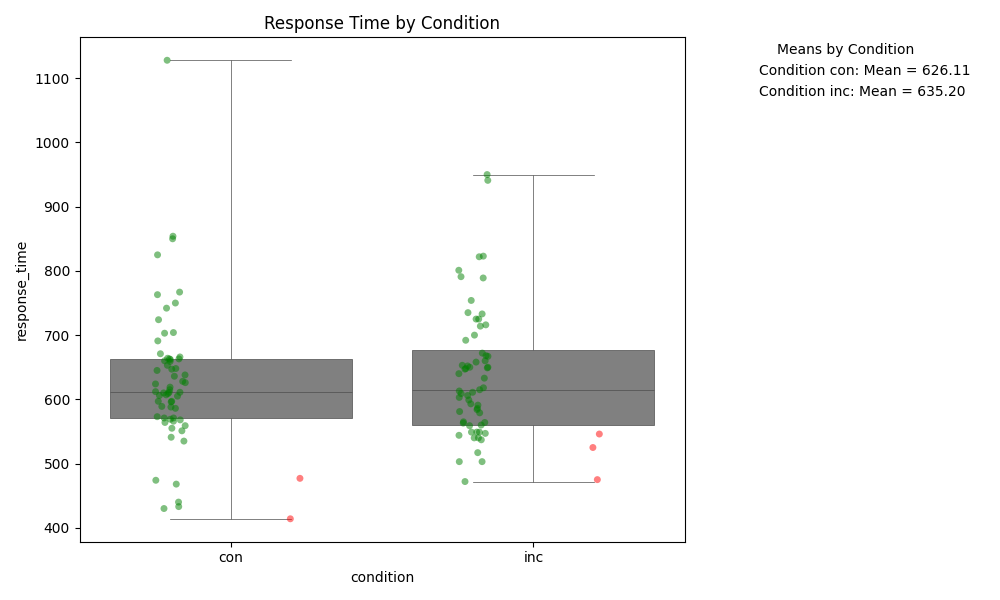 Response Time by Condition
Means by Condition
Condition con: Mean = 626.11
Condition inc: Mean = 635.20
response_time
1100
1000
900
800
700
600
500
400
con
inc
condition